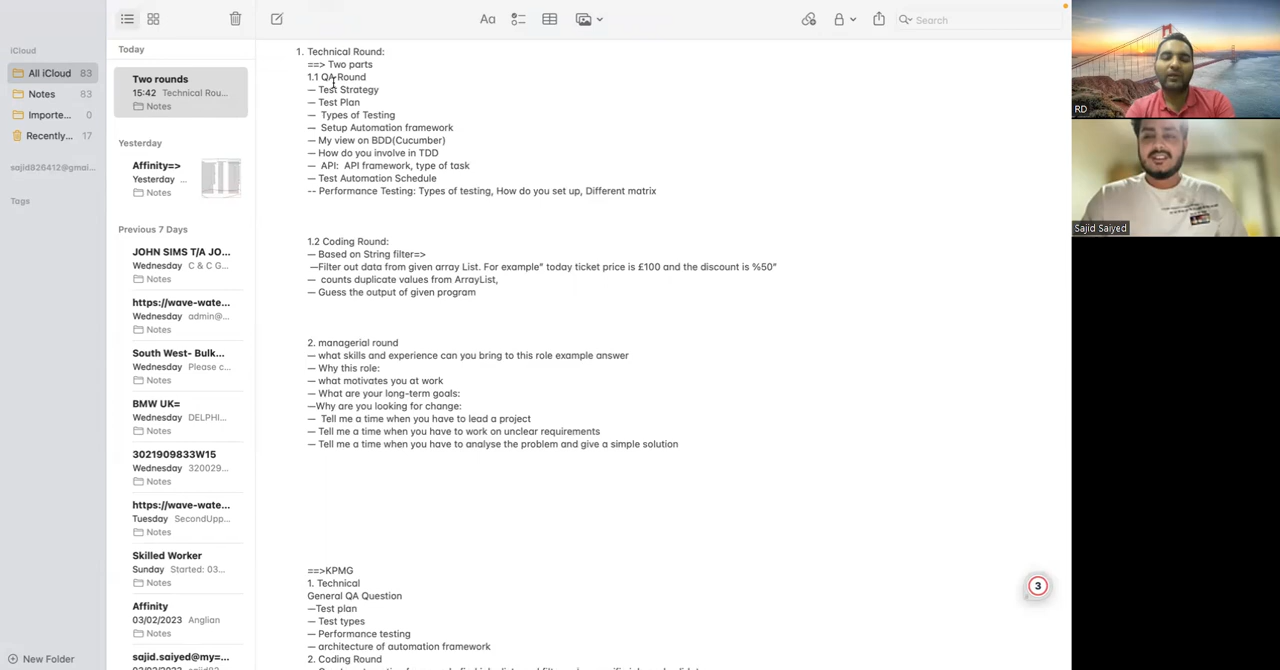 iCloud
All iCloud 83
Notes 83
Importe... 0
Recently... 17
sajid826412@gmai...
Tags
New Folder
Today
Two rounds
15:42 Technical Rou...
Notes
Yesterday
Affinity=>
Yesterday ...
Notes
Previous 7 Days
JOHN SIMS T/A JO...
Wednesday C & C G...
Notes
https://wave-wate...
Wednesday admin@...
Notes
South West- Bulk...
Wednesday Please c...
Notes
BMW UK=
Wednesday DELPHI...
Notes
3021909833W15
Wednesday 320029...
Notes
https://wave-wate...
Tuesday SecondUpp...
Notes
Skilled Worker
Sunday Started: 03...
Notes
Affinity
03/02/2023 Anglian
Notes
sajid.saiyed@my=...
Aa
Search
1. Technical Round:
==> Two parts
1.1 QA Round
— Test Strategy
— Test Plan
— Types of Testing
— Setup Automation framework
— My view on BDD(Cucumber)
— How do you involve in TDD
— API: API framework, type of task
— Test Automation Schedule
-- Performance Testing: Types of testing, How do you set up, Different matrix
1.2 Coding Round:
— Based on String filter=>
—Filter out data from given array List. For example" today ticket price is £100 and the discount is %50"
— counts duplicate values from ArrayList,
— Guess the output of given program
2. managerial round
— what skills and experience can you bring to this role example answer
— Why this role:
— what motivates you at work
— What are your long-term goals:
—Why are you looking for change:
— Tell me a time when you have to lead a project
— Tell me a time when you have to work on unclear requirements
— Tell me a time when you have to analyse the problem and give a simple solution
==>KPMG
1. Technical
General QA Question
—Test plan
— Test types
— Performance testing
— architecture of automation framework
2. Coding Round
3
RD
Sajid Saiyed